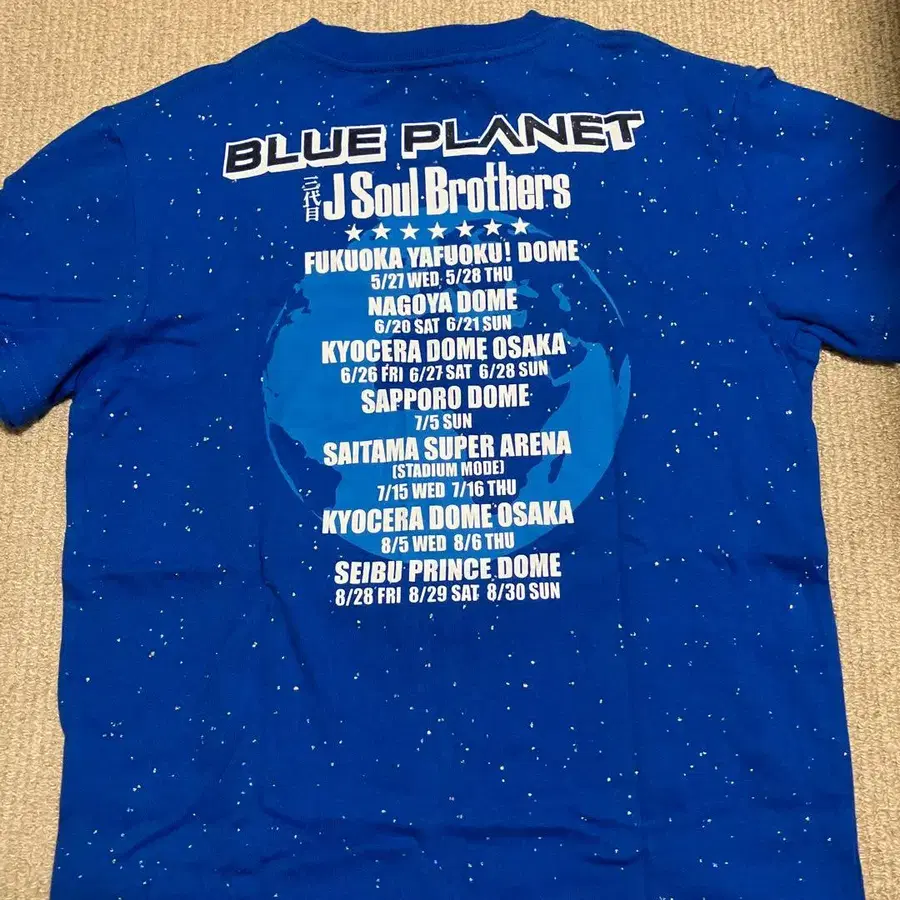 BLUE PLANET
三代目 J Soul Brothers
★★★★★★★
FUKUOKA YAFUOKU! DOME
5/27 WED 5/28 THU
NAGOYA DOME
6/20 SAT 6/21 SUN
KYOCERA DOME OSAKA
6/26 FRI 6/27 SAT 6/28 SUN
SAPPORO DOME
7/5 SUN
SAITAMA SUPER ARENA
(STADIUM MODE)
7/15 WED 7/16 THU
KYOCERA DOME OSAKA
8/5 WED 8/6 THU
SEIBU PRINCE DOME
8/28 FRI 8/29 SAT 8/30 SUN